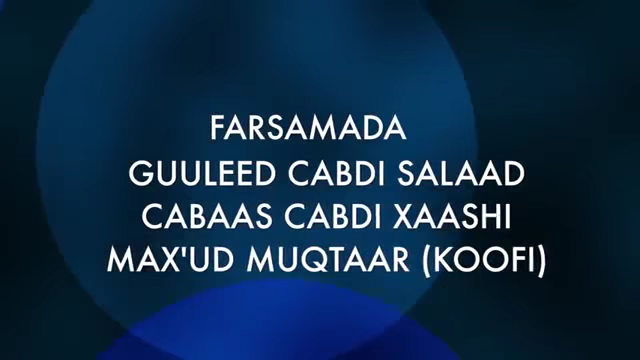 FARSAMADA
GUULEED CABDI SALAAD
CABAAS CABDI XAASHI
MAX'UD MUQTAAR (KOOFI)